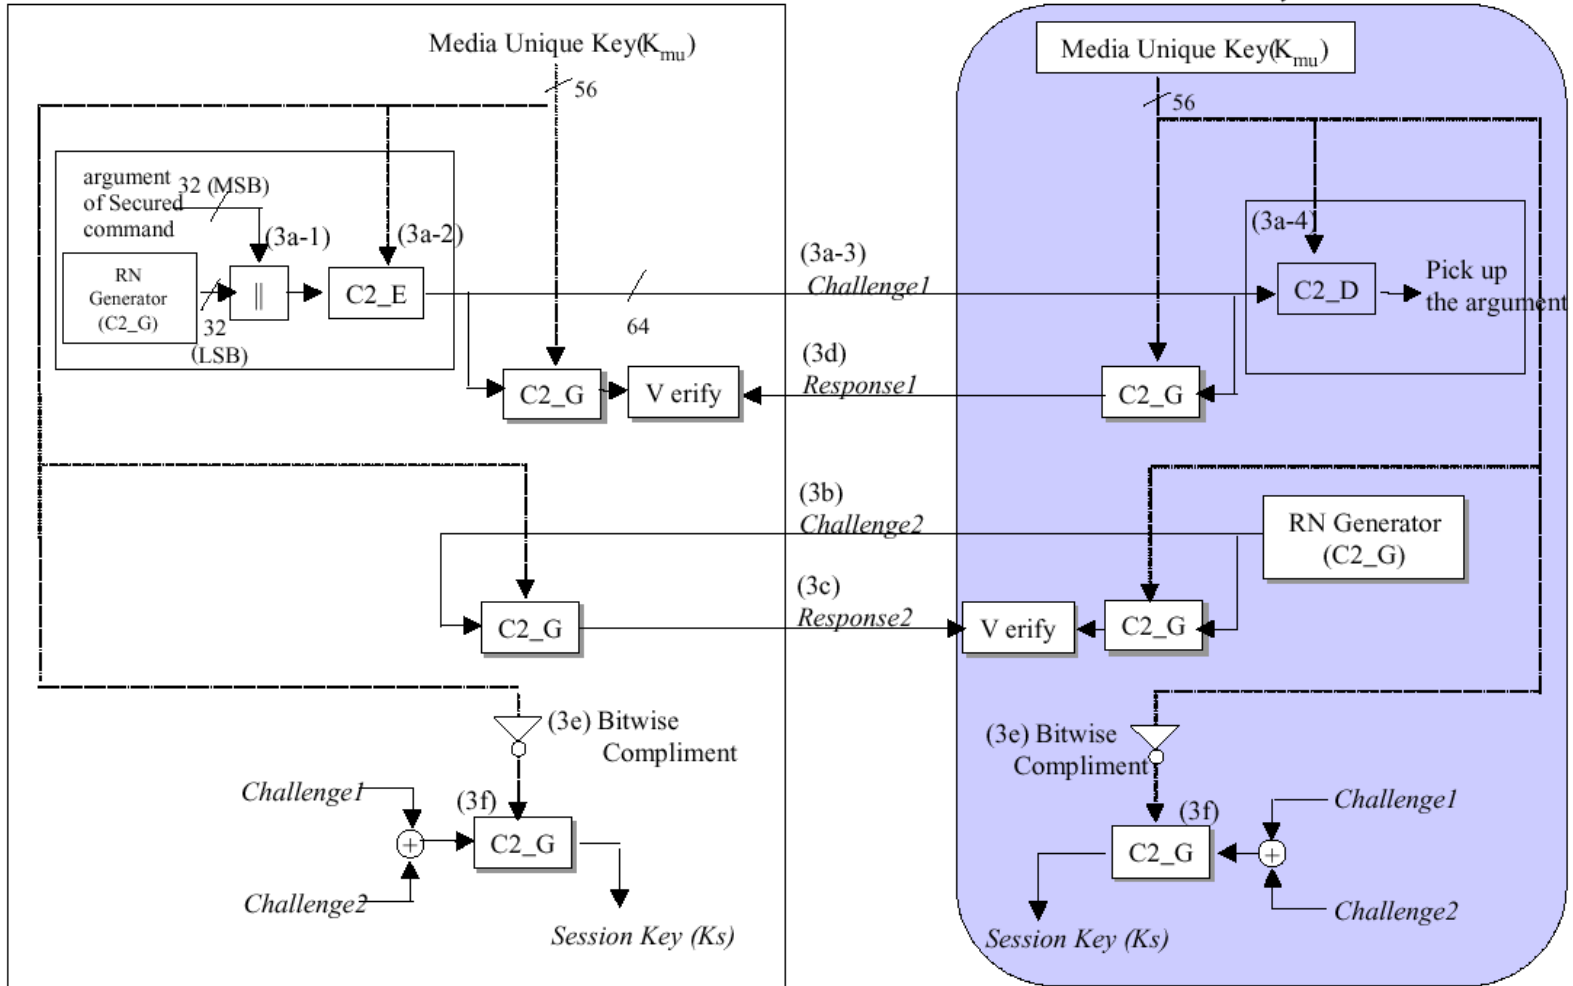 Media Unique Key(Kmu)
56
argument
of Secured
command
32 (MSB)
(3a-1)
(3a-2)
RN
Generator
(C2_G)
32
(LSB)
||
C2_E
64
C2_G
V erify
(3a-3)
Challenge1
(3d)
Response1
Media Unique Key(Kmu)
56
(3a-4)
C2_D
Pick up
the argument
C2_G
(3b)
Challenge2
(3c)
Response2
C2_G
RN Generator
(C2_G)
V erify
C2_G
(3e) Bitwise
Compliment
Challenge1
(3f)
+
C2_G
Challenge2
Session Key (Ks)
(3e) Bitwise
Compliment
(3f)
Challenge1
C2_G
+
Challenge2
Session Key (Ks)